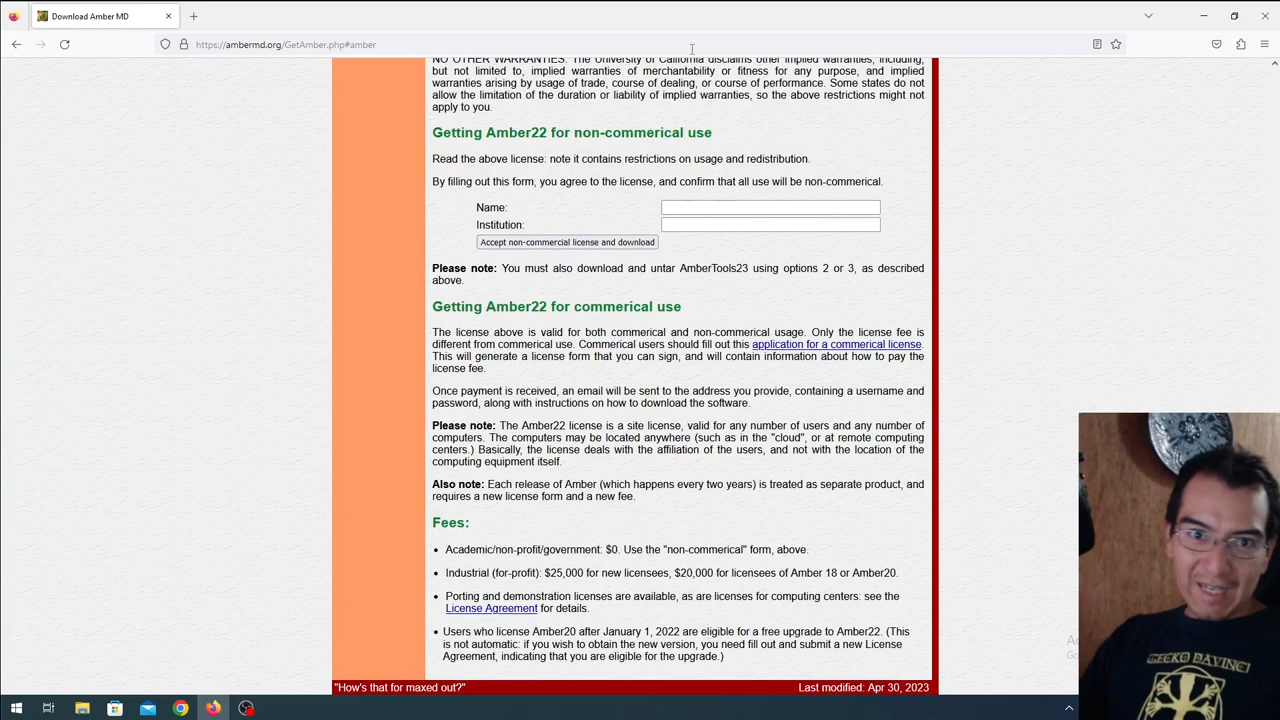 Download Amber MD
https://ambermd.org/GetAmber.php#amber
NO OTHER WARRANTIES. The University of California disclaims other implied warranties, including,
but not limited to, implied warranties of merchantability or fitness for any purpose, and implied
warranties arising by usage of trade, course of dealing, or course of performance. Some states do not
allow the limitation of the duration or liability of implied warranties, so the above restrictions might not
apply to you.
Getting Amber22 for non-commerical use
Read the above license: note it contains restrictions on usage and redistribution.
By filling out this form, you agree to the license, and confirm that all use will be non-commerical.
Name:
Institution:
Accept non-commercial license and download
Please note: You must also download and untar AmberTools23 using options 2 or 3, as described
above.
Getting Amber22 for commerical use
The license above is valid for both commerical and non-commerical usage. Only the license fee is
different from commerical use. Commerical users should fill out this application for a commerical license.
This will generate a license form that you can sign, and will contain information about how to pay the
license fee.
Once payment is received, an email will be sent to the address you provide, containing a username and
password, along with instructions on how to download the software.
Please note: The Amber22 license is a site license, valid for any number of users and any number of
computers. The computers may be located anywhere (such as in the "cloud", or at remote computing
centers.) Basically, the license deals with the affiliation of the users, and not with the location of the
computing equipment itself.
Also note: Each release of Amber (which happens every two years) is treated as separate product, and
requires a new license form and a new fee.
Fees:
• Academic/non-profit/government: $0. Use the "non-commerical" form, above.
• Industrial (for-profit): $25,000 for new licensees, $20,000 for licensees of Amber 18 or Amber20.
• Porting and demonstration licenses are available, as are licenses for computing centers: see the
License Agreement for details.
• Users who license Amber20 after January 1, 2022 are eligible for a free upgrade to Amber22. (This
is not automatic: if you wish to obtain the new version, you need fill out and submit a new License
Agreement, indicating that you are eligible for the upgrade.)
"How's that for maxed out?" Last modified: Apr 30, 2023
GECKO DAVINCI